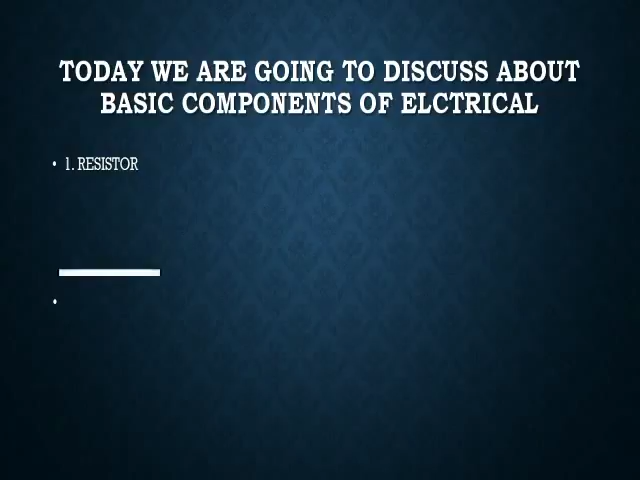 TODAY WE ARE GOING TO DISCUSS ABOUT
BASIC COMPONENTS OF ELCTRICAL
• 1. RESISTOR
•